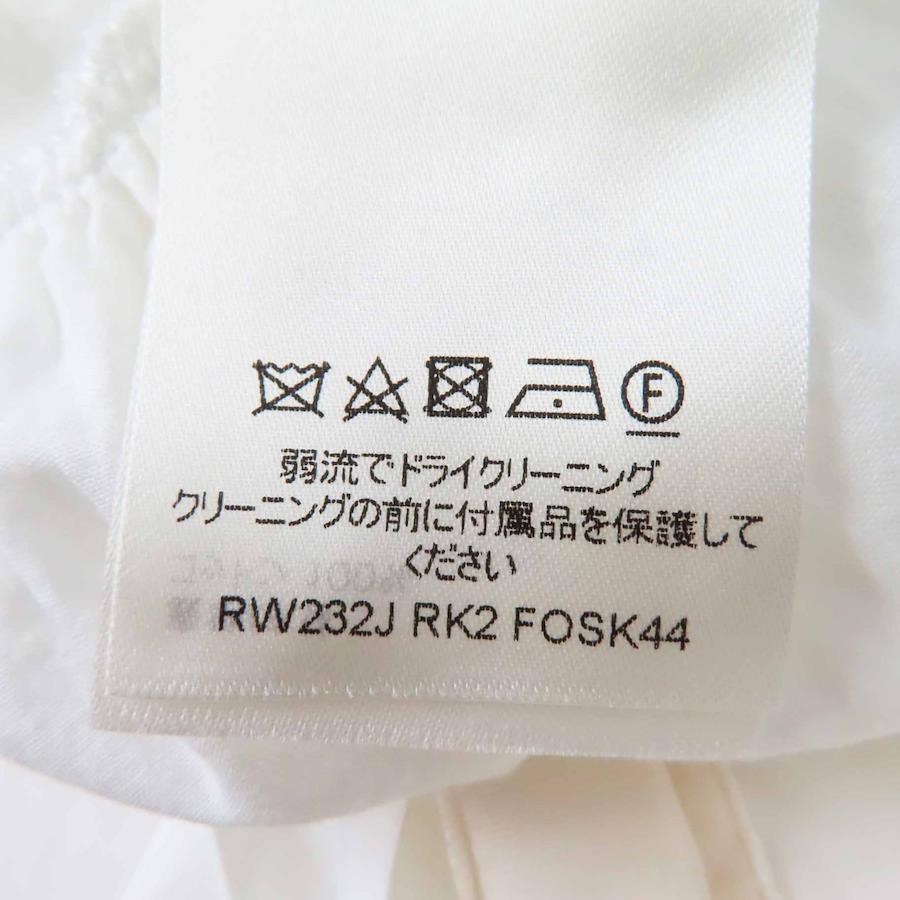 F
弱流でドライクリーニング
クリーニングの前に付属品を保護して
ください
RW232J RK2 FOSK44